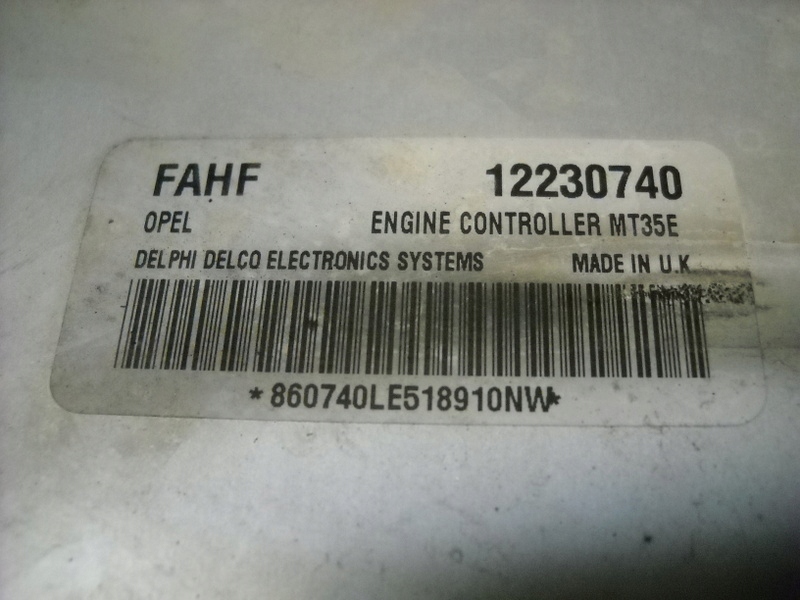 FAHF 12230740
OPEL ENGINE CONTROLLER MT35E
DELPHI DELCO ELECTRONICS SYSTEMS MADE IN U.K
*860740LE518910NW*